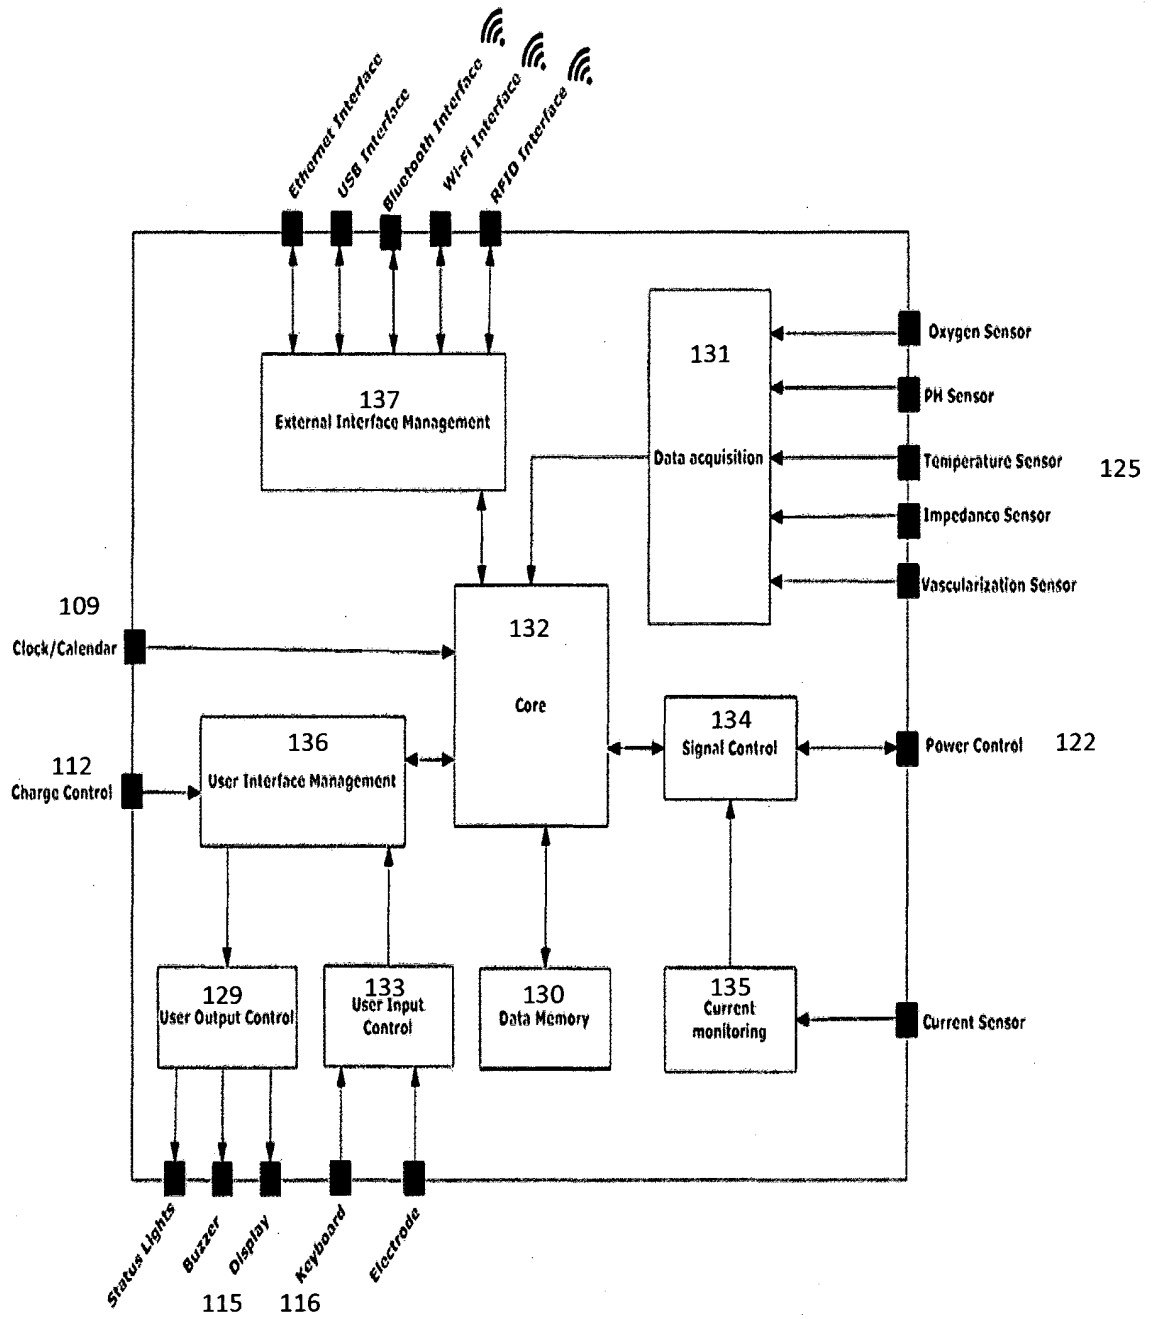 Ethernet Interface
USB Interface
Bluetooth Interface
Wi-Fi Interface
RFID Interface
137
External Interface Management
131
Data acquisition
Oxygen Sensor
PH Sensor
Temperature Sensor
125
Impedance Sensor
Vascularization Sensor
109
Clock/Calendar
132
Core
134
Signal Control
Power Control
122
136
User Interface Management
112
Charge Control
129
User Output Control
133
User Input
Control
130
Data Memory
135
Current
monitoring
Current Sensor
Status Lights
Buzzer
Display
Keyboard
Electrode
115
116